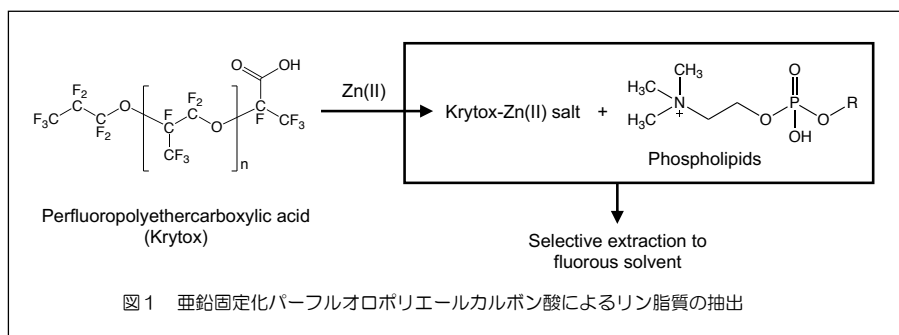 O
OH
F₂
C
F₃C
C
F₂
O
F
C
F₂
C
O
CF₃
n
C
F
CF₃
Zn(II)
Krytox-Zn(II) salt
+
H₃C
CH₃
H₃C
N
+
H₃C
O
O
P
OH
O
R
Phospholipids
Perfluoropolyethercarboxylic acid
(Krytox)
Selective extraction to
fluorous solvent
図1 亜鉛固定化パーフルオロポリエールカルボン酸によるリン脂質の抽出